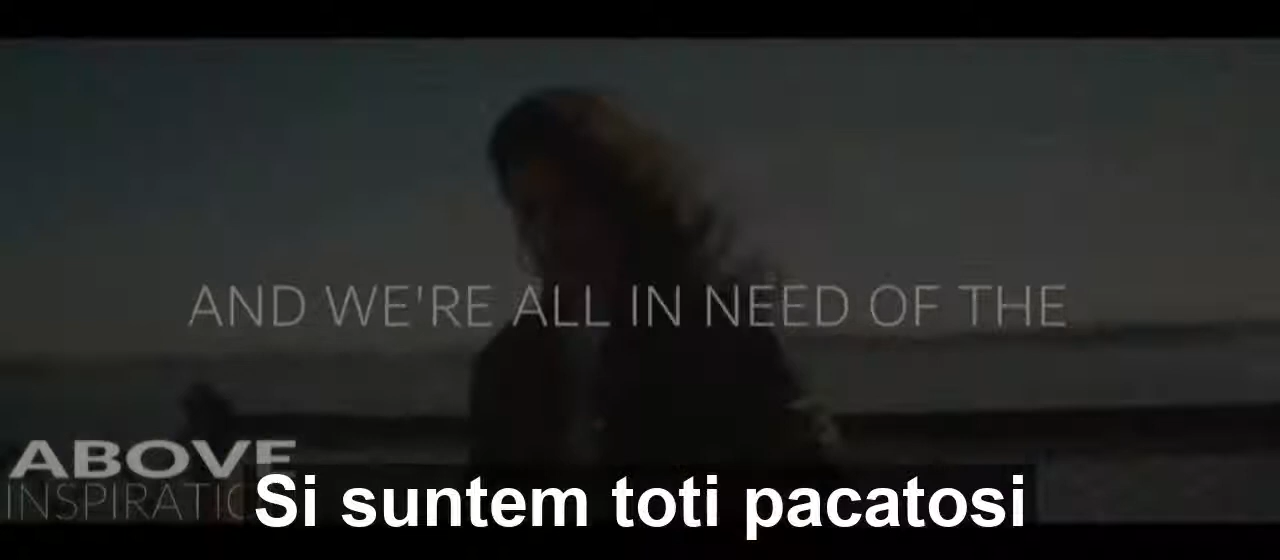 AND WE'RE ALL IN NEED OF THE
ABOVE
INSPIRATIO
Si suntem toti pacatosi